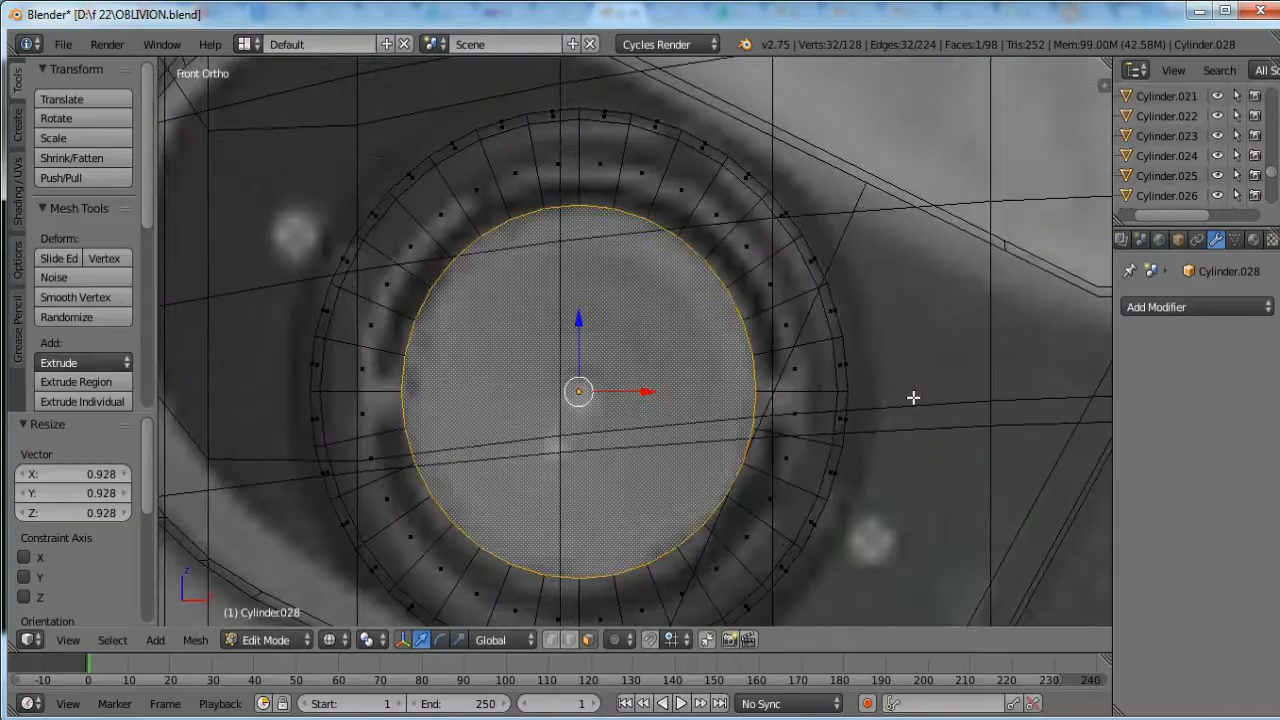 Blender* [D:\f 22\OBLIVION.blend]
File Render Window Help Default Scene Cycles Render v2.75 | Verts:32/128 | Edges:32/224 | Faces:1/98 | Tris:252 | Mem:99.00M (42.58M) | Cylinder.028
Tools
Create
Shading / UVs
Options
Grease Pencil
Transform
Translate
Rotate
Scale
Shrink/Fatten
Push/Pull
Mesh Tools
Deform:
Slide Ed Vertex
Noise
Smooth Vertex
Randomize
Add:
Extrude
Extrude Region
Extrude Individual
Resize
Vector
X: 0.928
Y: 0.928
Z: 0.928
Constraint Axis
X
Y
Z
Orientation
Front Ortho
z
(1) Cylinder.028
View Search All Sc
Cylinder.021
Cylinder.022
Cylinder.023
Cylinder.024
Cylinder.025
Cylinder.026
Cylinder.028
Add Modifier
View Select Add Mesh Edit Mode Global
-10 0 10 20 30 40 50 60 70 80 90 100 110 120 130 140 150 160 170 180 190 200 210 220 230 240
View Marker Frame Playback Start: 1 End: 250 1 No Sync